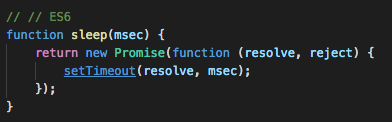 // // ES6
function sleep(msec) {
    return new Promise(function (resolve, reject) {
        setTimeout(resolve, msec);
    });
}